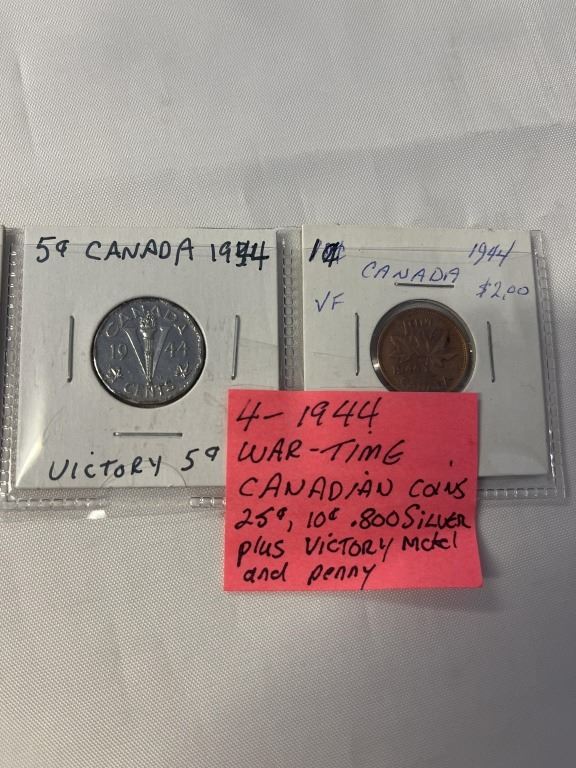 5¢ CANADA 1944
CANADA
19 44
CENTS
VICTORY 5¢
1¢ 1944
CANADA
VF $2.00
4- 1944
WAR-TIME
CANADIAN COINS
25¢, 10¢ .800 SILVER
plus VICTORY Nickel
and penny